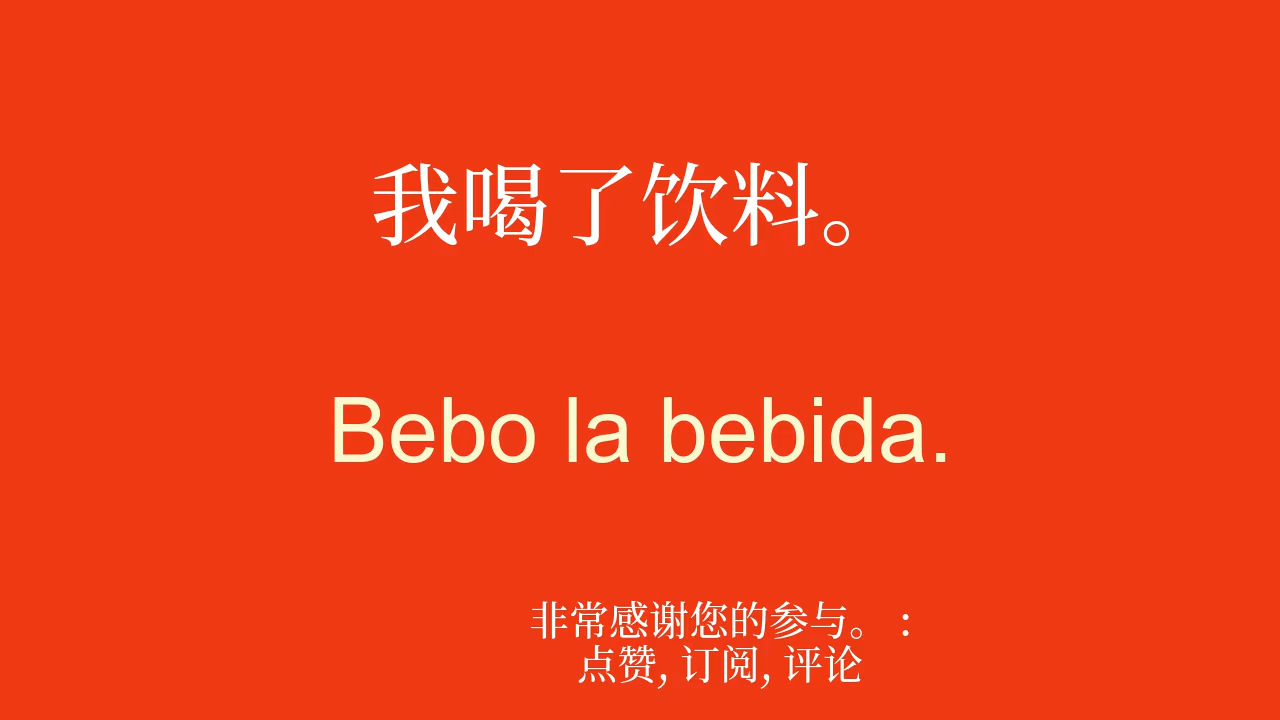 我喝了饮料。
Bebo la bebida.
非常感谢您的参与。 :
点赞, 订阅, 评论